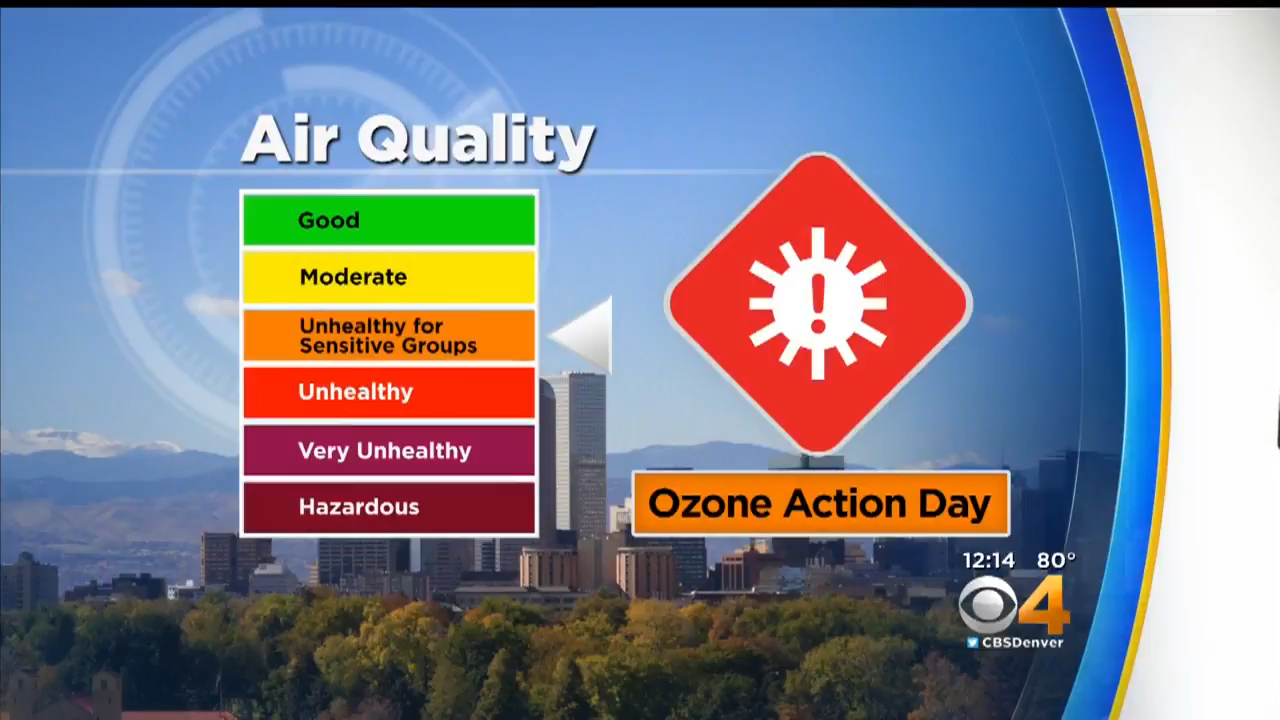 Air Quality
Good
Moderate
Unhealthy for
Sensitive Groups
Unhealthy
Very Unhealthy
Hazardous
!
Ozone Action Day
12:14 80°
4
CBSDenver